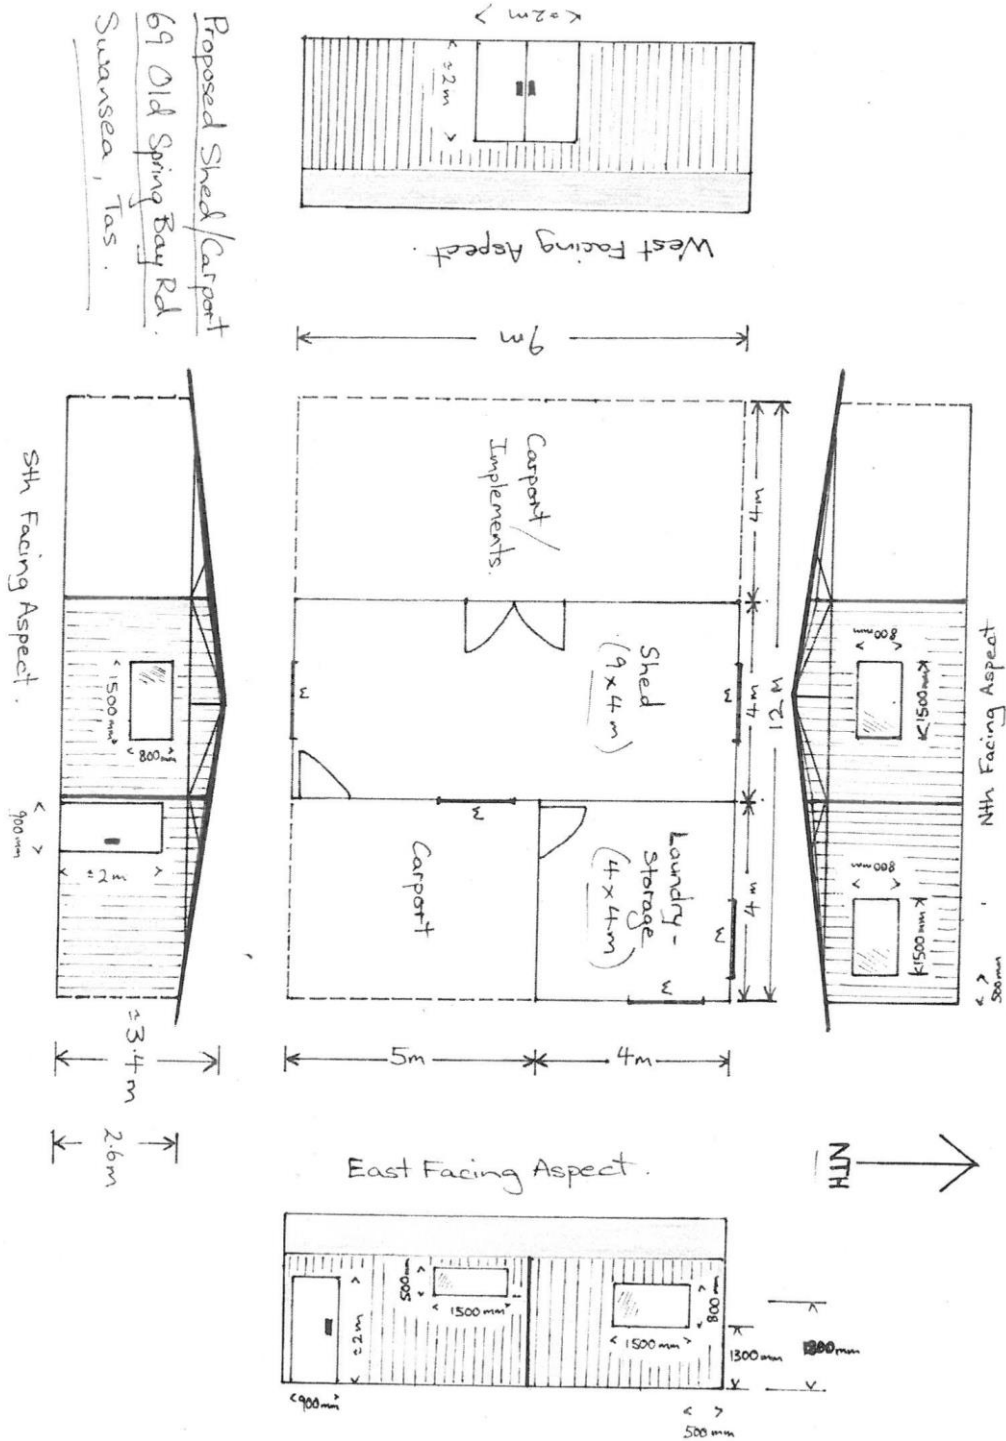 Proposed Shed/Carport
69 Old Spring Bay Rd.
Swansea, Tas.
±2m
±2m
West Facing Aspect.
9m
Carport/
Implements.
4m
4m
4m
12m
Shed
(9 x 4m)
W
W
W
W
W
Carport
Laundry-
Storage
(4 x 4m)
5m
4m
Sth Facing Aspect.
1500mm
800mm
900mm
±2m
±3.4m
2.6m
Nth Facing Aspect
800mm
1500mm
800mm
1500mm
500mm
NTH
East Facing Aspect.
500mm
1500mm
±2m
900mm
800mm
1500mm
1300mm
500mm